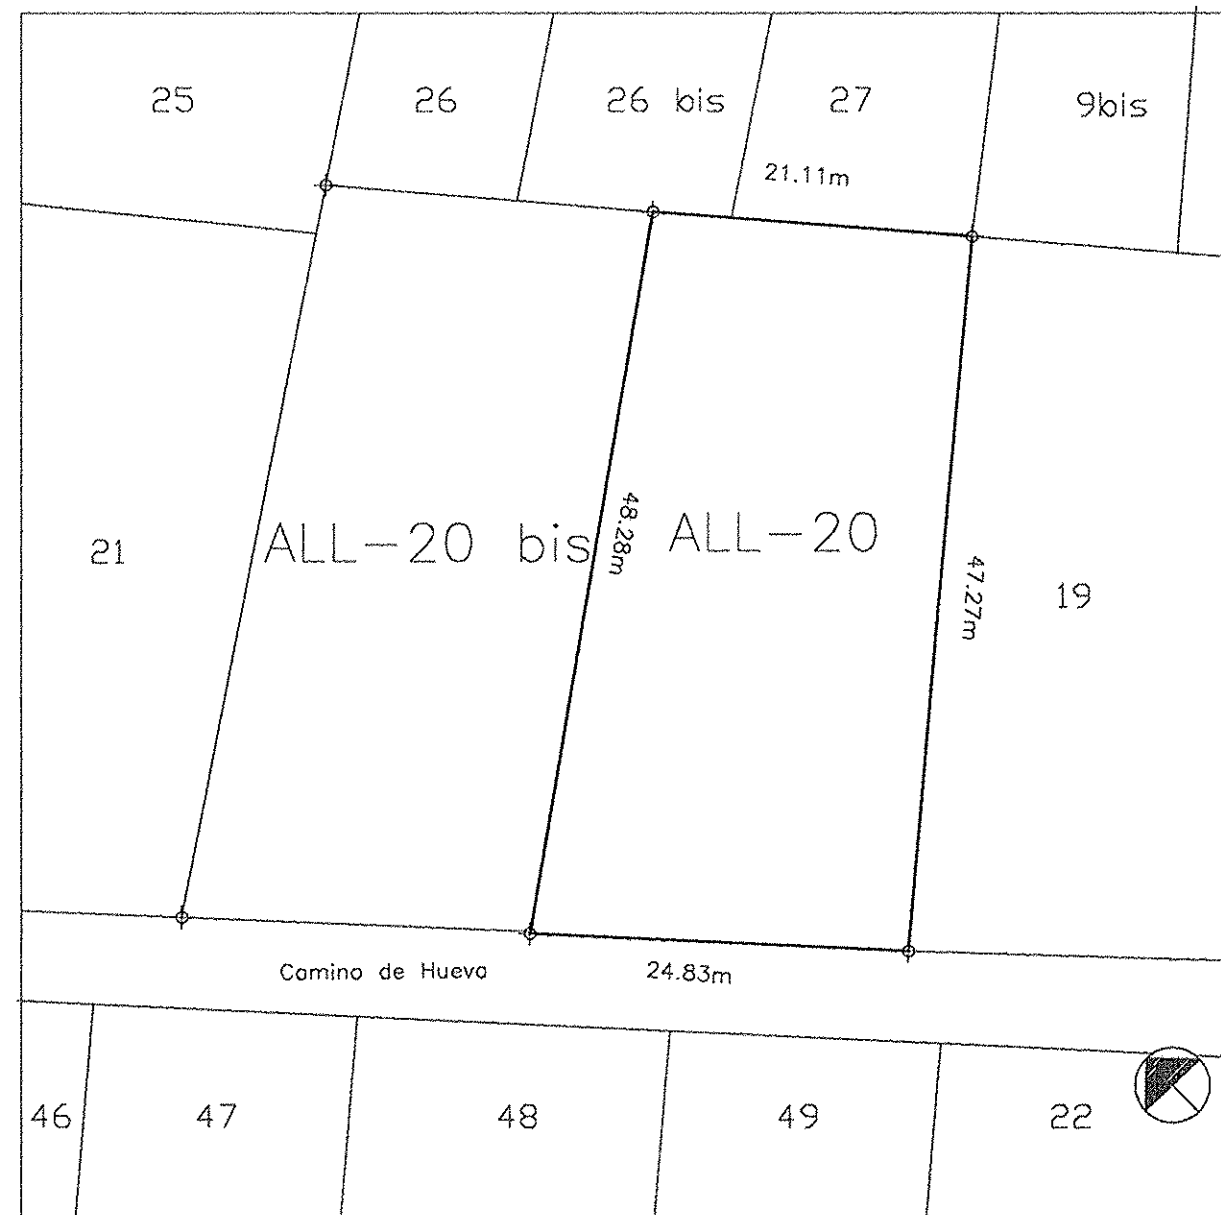 25 26 26 bis 27 9bis
21.11m
21 ALL-20 bis 48.28m ALL-20 47.27m 19
Camino de Hueva 24.83m
46 47 48 49 22